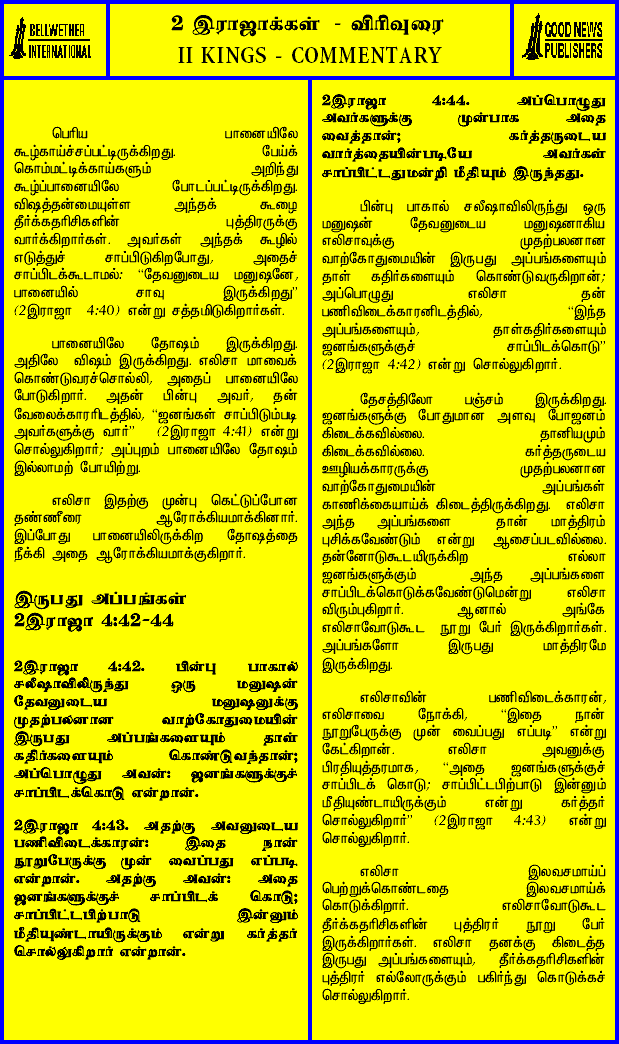 BELLWETHER
INTERNATIONAL
2 இராஜாக்கள் - விரிவுரை
II KINGS - COMMENTARY
GOOD NEWS
PUBLISHERS
பெரிய பானையிலே
கூழ்காய்ச்சப்பட்டிருக்கிறது. பேய்க்
கொம்மட்டிக்காய்களும் அறிந்து
கூழ்ப்பானையிலே போடப்பட்டிருக்கிறது.
விஷத்தன்மையுள்ள அந்தக் கூழை
தீர்க்கதரிசிகளின் புத்திரருக்கு
வார்க்கிறார்கள். அவர்கள் அந்தக் கூழில்
எடுத்துச் சாப்பிடுகிறபோது, அதைச்
சாப்பிடக்கூடாமல்: “தேவனுடைய மனுஷனே,
பானையில் சாவு இருக்கிறது”
(2இராஜா 4:40) என்று சத்தமிடுகிறார்கள்.
பானையிலே தோஷம் இருக்கிறது.
அதிலே விஷம் இருக்கிறது. எலிசா மாவைக்
கொண்டுவரச்சொல்லி, அதைப் பானையிலே
போடுகிறார். அதன் பின்பு அவர், தன்
வேலைக்காரரிடத்தில், “ஜனங்கள் சாப்பிடும்படி
அவர்களுக்கு வார்” (2இராஜா 4:41) என்று
சொல்லுகிறார்; அப்புறம் பானையிலே தோஷம்
இல்லாமற் போயிற்று.
எலிசா இதற்கு முன்பு கெட்டுப்போன
தண்ணீரை ஆரோக்கியமாக்கினார்.
இப்போது பானையிலிருக்கிற தோஷத்தை
நீக்கி அதை ஆரோக்கியமாக்குகிறார்.
இருபது அப்பங்கள்
2இராஜா 4:42-44
2இராஜா 4:42. பின்பு பாகால்
சலீஷாவிலிருந்து ஒரு மனுஷன்
தேவனுடைய மனுஷனுக்கு
முதற்பலனான வாற்கோதுமையின்
இருபது அப்பங்களையும் தாள்
கதிர்களையும் கொண்டுவந்தான்;
அப்பொழுது அவன்: ஜனங்களுக்குச்
சாப்பிடக்கொடு என்றான்.
2இராஜா 4:43. அதற்கு அவனுடைய
பணிவிடைக்காரன்: இதை நான்
நூறுபேருக்கு முன் வைப்பது எப்படி
என்றான். அதற்கு அவன்: அதை
ஜனங்களுக்குச் சாப்பிடக் கொடு;
சாப்பிட்டபிற்பாடு இன்னும்
மீதியுண்டாயிருக்கும் என்று கர்த்தர்
சொல்லுகிறார் என்றான்.
2இராஜா 4:44. அப்பொழுது
அவர்களுக்கு முன்பாக அதை
வைத்தான்; கர்த்தருடைய
வார்த்தையின்படியே அவர்கள்
சாப்பிட்டதுமன்றி மீதியும் இருந்தது.
பின்பு பாகால் சலீஷாவிலிருந்து ஒரு
மனுஷன் தேவனுடைய மனுஷனாகிய
எலிசாவுக்கு முதற்பலனான
வாற்கோதுமையின் இருபது அப்பங்களையும்
தாள் கதிர்களையும் கொண்டுவருகிறான்;
அப்பொழுது எலிசா தன்
பணிவிடைக்காரனிடத்தில், “இந்த
அப்பங்களையும், தாள்கதிர்களையும்
ஜனங்களுக்குச் சாப்பிடக்கொடு”
(2இராஜா 4:42) என்று சொல்லுகிறார்.
தேசத்திலோ பஞ்சம் இருக்கிறது.
ஜனங்களுக்கு போதுமான அளவு போஜனம்
கிடைக்கவில்லை. தானியமும்
கிடைக்கவில்லை. கர்த்தருடைய
ஊழியக்காரருக்கு முதற்பலனான
வாற்கோதுமையின் அப்பங்கள்
காணிக்கையாய்க் கிடைத்திருக்கிறது. எலிசா
அந்த அப்பங்களை தான் மாத்திரம்
புசிக்கவேண்டும் என்று ஆசைப்படவில்லை.
தன்னோடுகூடயிருக்கிற எல்லா
ஜனங்களுக்கும் அந்த அப்பங்களை
சாப்பிடக்கொடுக்கவேண்டுமென்று எலிசா
விரும்புகிறார். ஆனால் அங்கே
எலிசாவோடுகூட நூறு பேர் இருக்கிறார்கள்.
அப்பங்களோ இருபது மாத்திரமே
இருக்கிறது.
எலிசாவின் பணிவிடைக்காரன்,
எலிசாவை நோக்கி, “இதை நான்
நூறுபேருக்கு முன் வைப்பது எப்படி” என்று
கேட்கிறான். எலிசா அவனுக்கு
பிரதியுத்தரமாக, “அதை ஜனங்களுக்குச்
சாப்பிடக் கொடு; சாப்பிட்டபிற்பாடு இன்னும்
மீதியுண்டாயிருக்கும் என்று கர்த்தர்
சொல்லுகிறார்” (2இராஜா 4:43) என்று
சொல்லுகிறார்.
எலிசா இலவசமாய்ப்
பெற்றுக்கொண்டதை இலவசமாய்க்
கொடுக்கிறார். எலிசாவோடுகூட
தீர்க்கதரிசிகளின் புத்திரர் நூறு பேர்
இருக்கிறார்கள். எலிசா தனக்கு கிடைத்த
இருபது அப்பங்களையும், தீர்க்கதரிசிகளின்
புத்திரர் எல்லோருக்கும் பகிர்ந்து கொடுக்கச்
சொல்லுகிறார்.